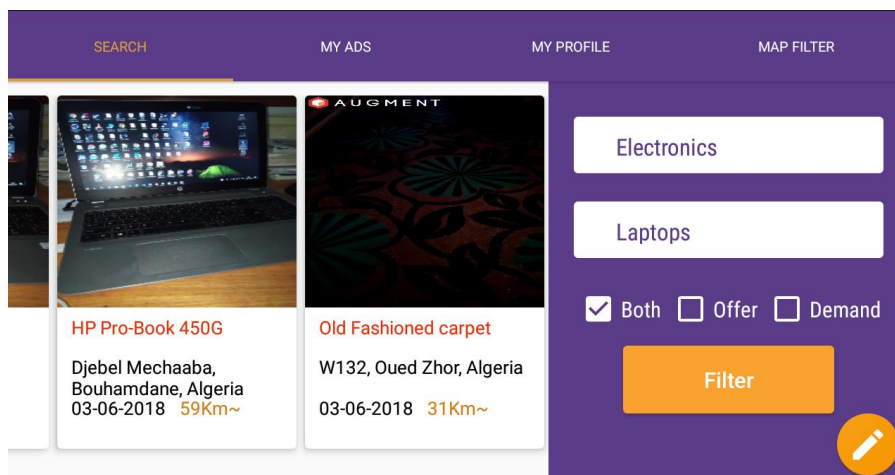 SEARCH
MY ADS
MY PROFILE
MAP FILTER
AUGMENT
HP Pro-Book 450G
Djebel Mechaaba,
Bouhamdane, Algeria
03-06-2018 59Km~
Old Fashioned carpet
W132, Oued Zhor, Algeria
03-06-2018 31Km~
Electronics
Laptops
Both Offer Demand
Filter